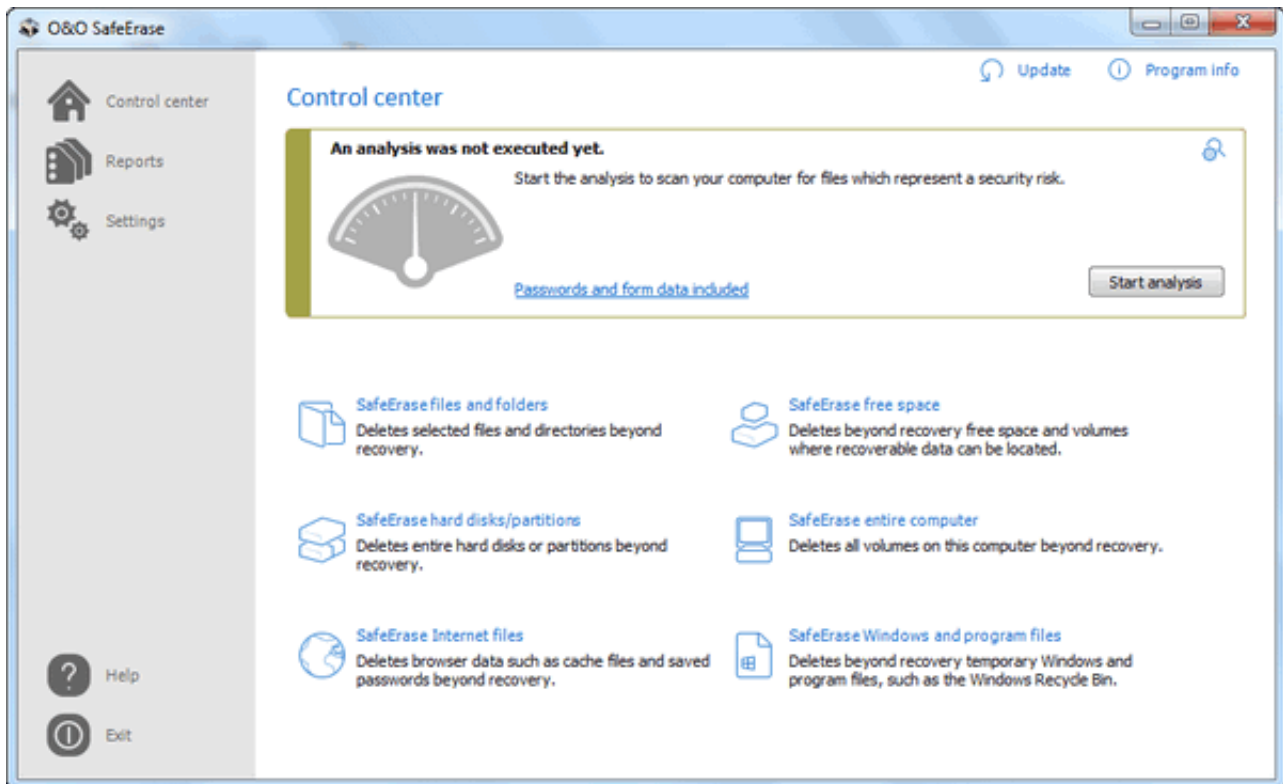 O&O SafeErase
Update
Program info
Control center
Reports
Settings
Help
Exit
Control center
An analysis was not executed yet.
Start the analysis to scan your computer for files which represent a security risk.
Passwords and form data included
Start analysis
SafeErase files and folders
Deletes selected files and directories beyond
recovery.
SafeErase free space
Deletes beyond recovery free space and volumes
where recoverable data can be located.
SafeErase hard disks/partitions
Deletes entire hard disks or partitions beyond
recovery.
SafeErase entire computer
Deletes all volumes on this computer beyond recovery.
SafeErase Internet files
Deletes browser data such as cache files and saved
passwords beyond recovery.
SafeErase Windows and program files
Deletes beyond recovery temporary Windows and
program files, such as the Windows Recycle Bin.